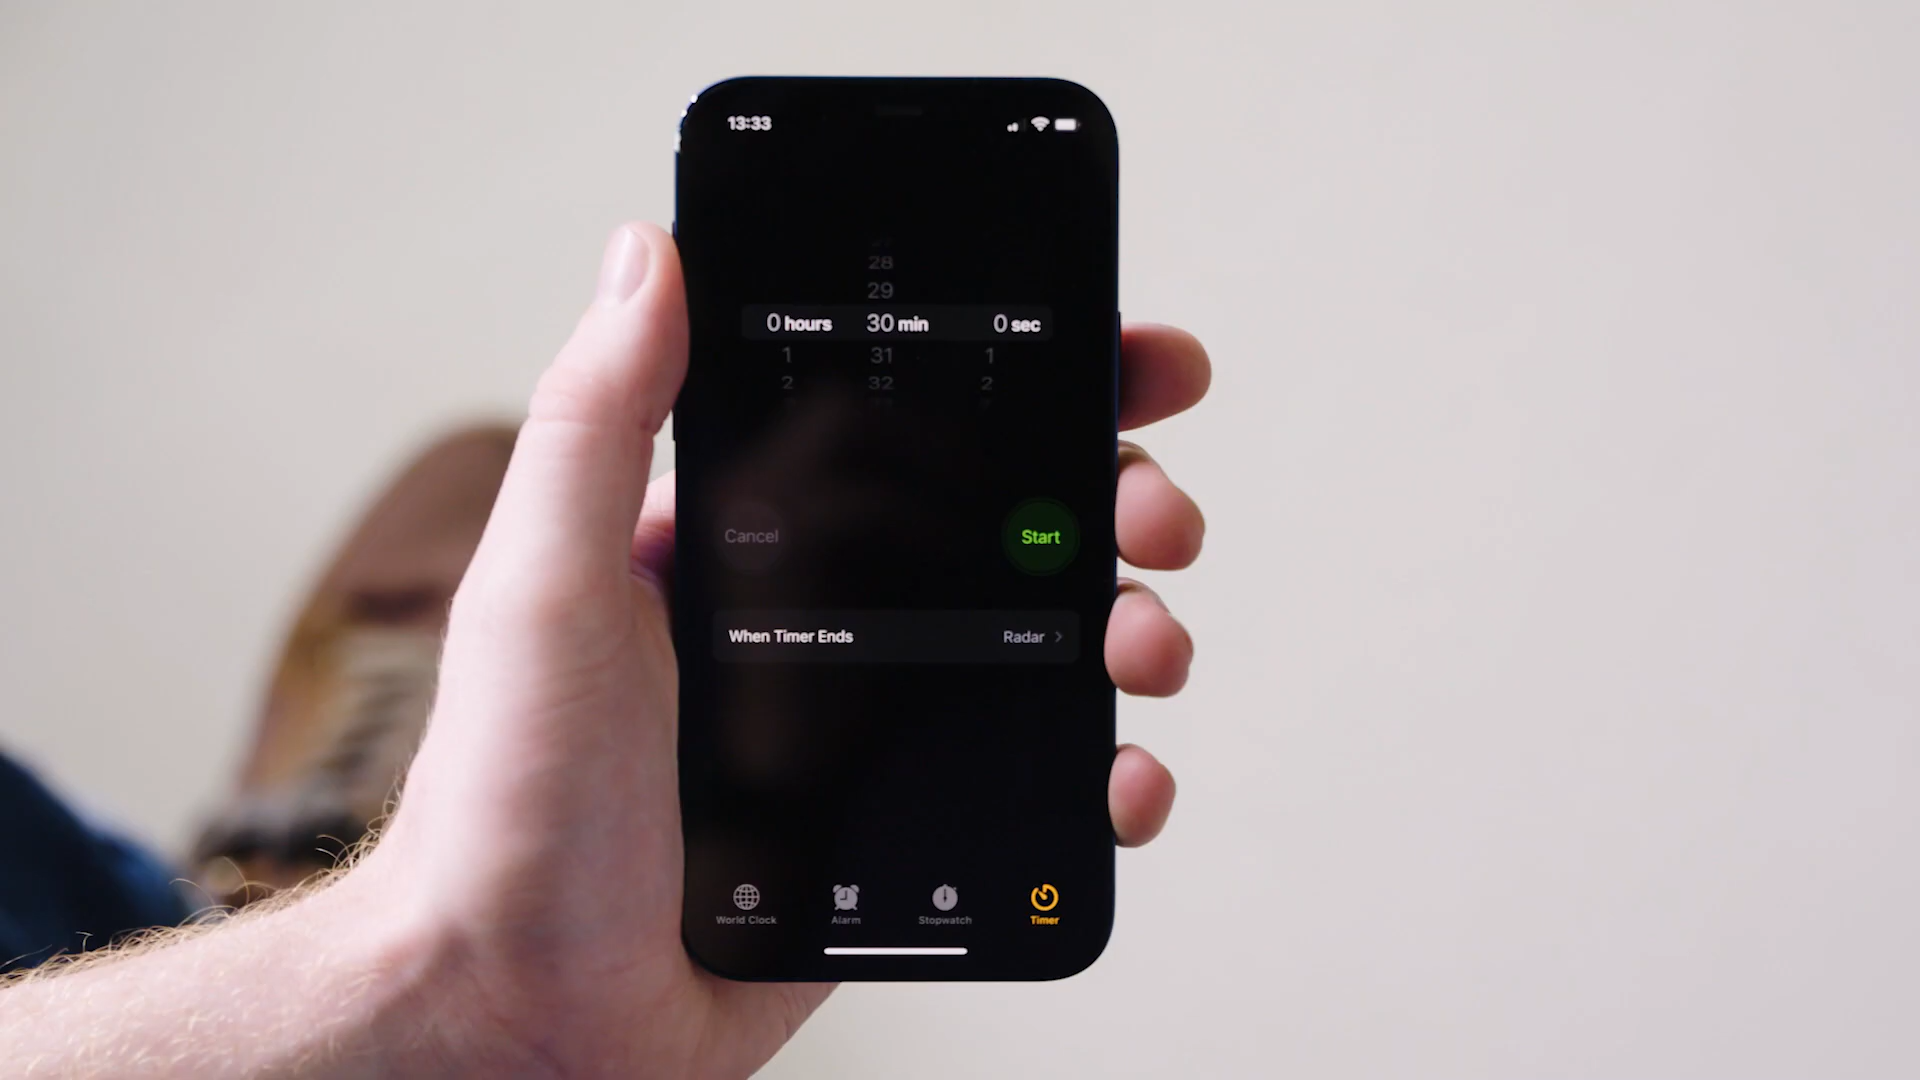 13:33
28
29
0 hours 30 min 0 sec
1 31 1
2 32 2
Cancel Start
When Timer Ends Radar
World Clock Alarm Stopwatch Timer